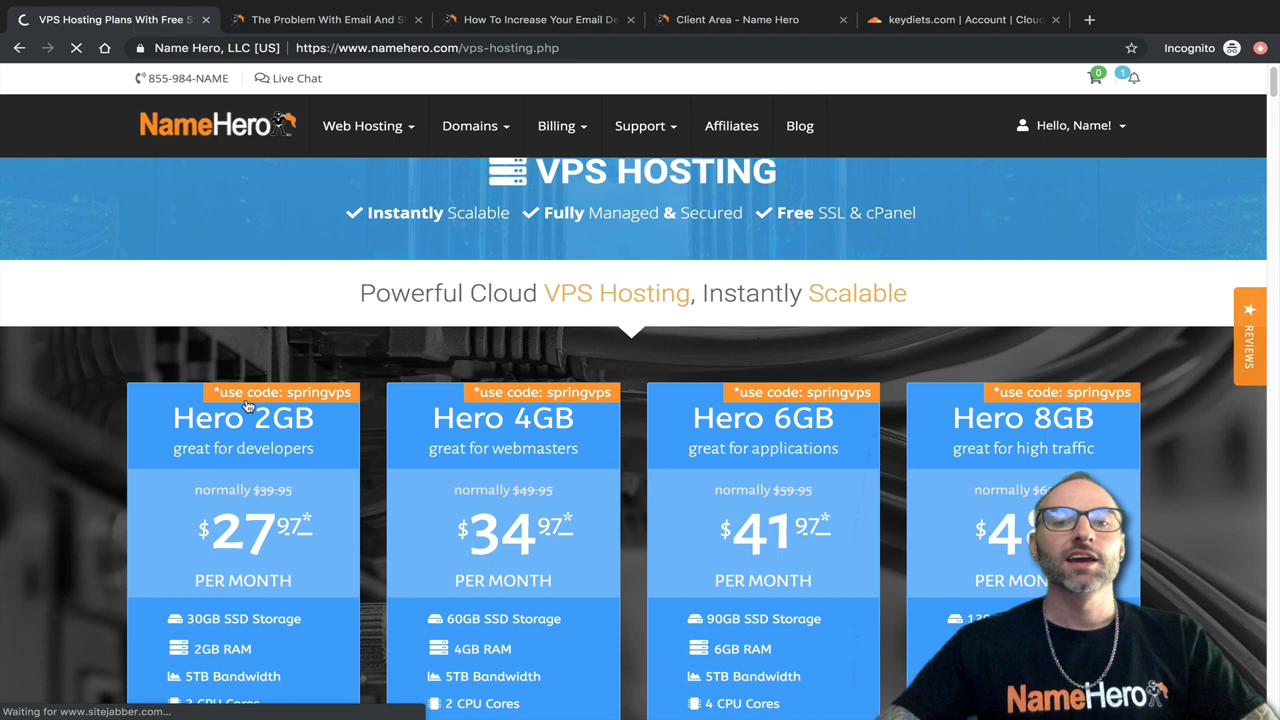 VPS Hosting Plans With Free S
The Problem With Email And S
How To Increase Your Email De
Client Area - Name Hero
keydiets.com | Account | Cloud
Name Hero, LLC [US] | https://www.namehero.com/vps-hosting.php
Incognito
855-984-NAME
Live Chat
0
1
NameHero
Web Hosting
Domains
Billing
Support
Affiliates
Blog
Hello, Name!
VPS HOSTING
Instantly Scalable
Fully Managed & Secured
Free SSL & cPanel
Powerful Cloud VPS Hosting, Instantly Scalable
REVIEWS
*use code: springvps
Hero 2GB
great for developers
normally $39.95
$27.97*
PER MONTH
30GB SSD Storage
2GB RAM
5TB Bandwidth
*use code: springvps
Hero 4GB
great for webmasters
normally $49.95
$34.97*
PER MONTH
60GB SSD Storage
4GB RAM
5TB Bandwidth
2 CPU Cores
*use code: springvps
Hero 6GB
great for applications
normally $59.95
$41.97*
PER MONTH
90GB SSD Storage
6GB RAM
5TB Bandwidth
4 CPU Cores
*use code: springvps
Hero 8GB
great for high traffic
normally
$4
PER MON
NameHero
Waiting for www.sitejabber.com...